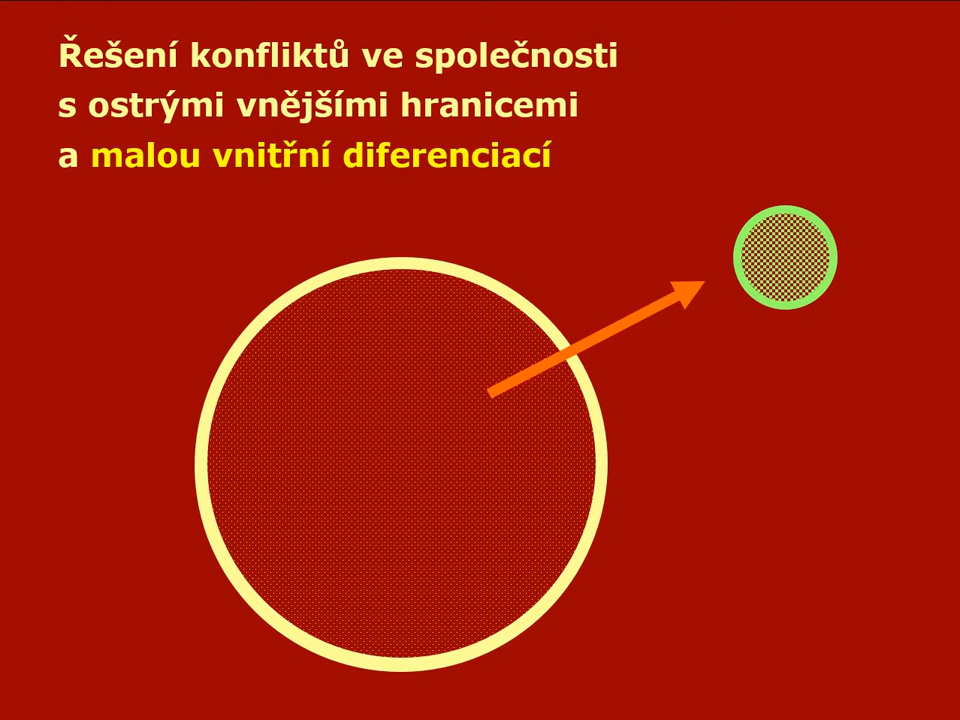 Řešení konfliktů ve společnosti
s ostrými vnějšími hranicemi
a malou vnitřní diferenciací